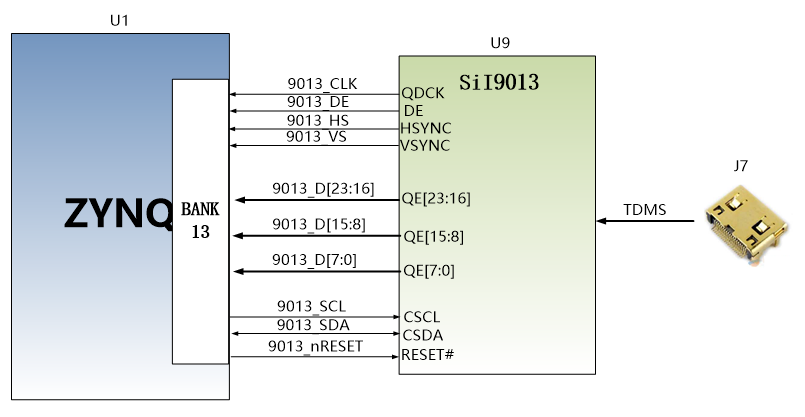 U1
U9
J7
ZYNQ
BANK
13
SiI9013
9013_CLK
9013_DE
9013_HS
9013_VS
9013_D[23:16]
9013_D[15:8]
9013_D[7:0]
9013_SCL
9013_SDA
9013_nRESET
QDCK
DE
HSYNC
VSYNC
QE[23:16]
QE[15:8]
QE[7:0]
CSCL
CSDA
RESET#
TDMS